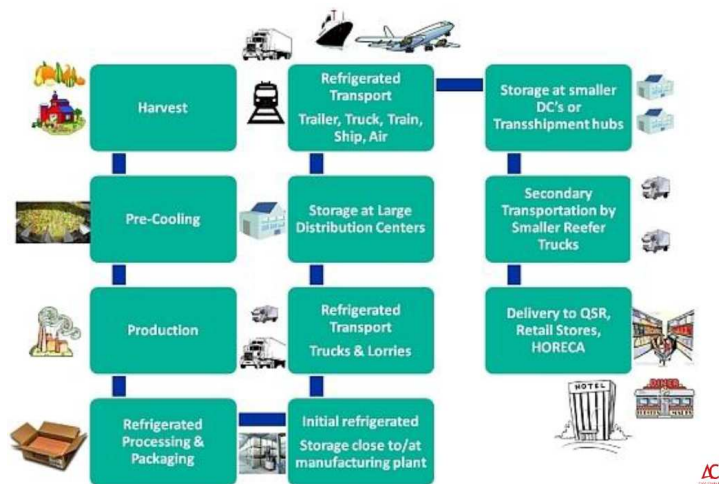 Harvest
Refrigerated
Transport
Trailer, Truck, Train,
Ship, Air
Storage at smaller
DC's or
Transshipment hubs
Pre-Cooling
Storage at Large
Distribution Centers
Secondary
Transportation by
Smaller Reefer
Trucks
Production
Refrigerated
Transport
Trucks & Lorries
Delivery to QSR,
Retail Stores,
HORECA
Refrigerated
Processing &
Packaging
Initial refrigerated
Storage close to/at
manufacturing plant
HOTEL
DINER
AC